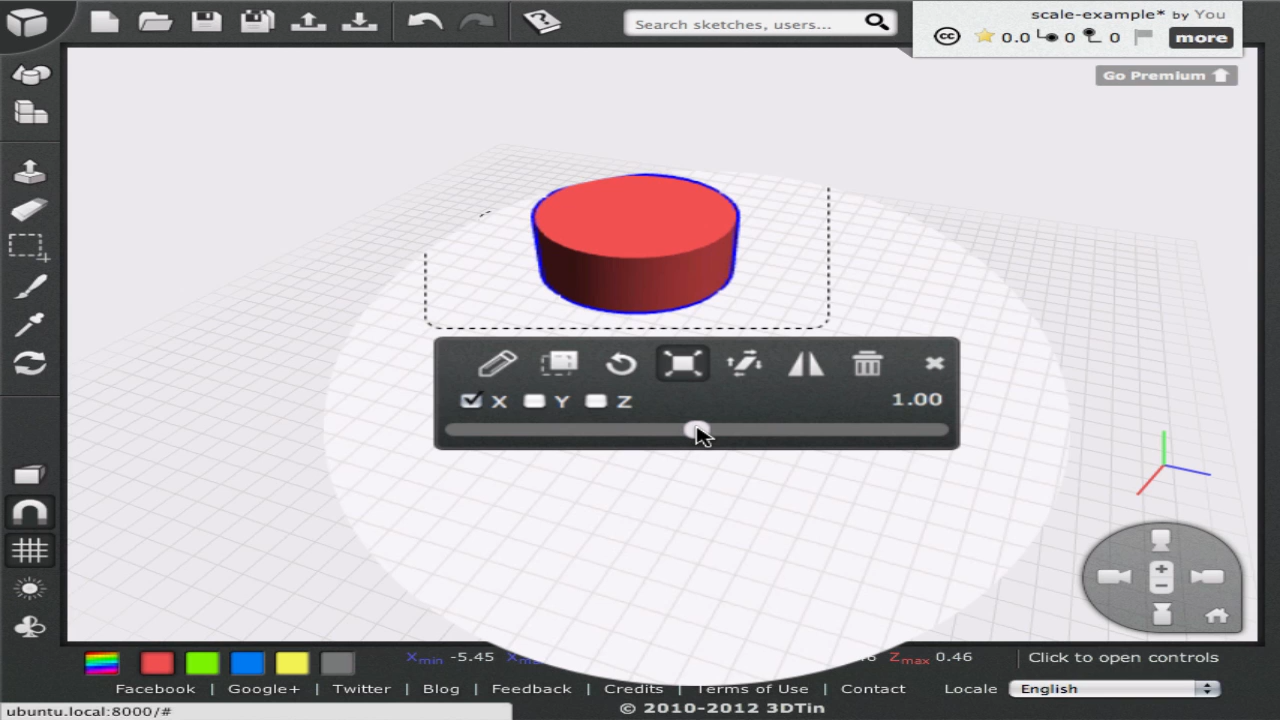 Search sketches, users...
scale-example* by You
cc 0.0 0 0 more
Go Premium
X Y Z 1.00
Xmin -5.45 Zmax 0.46 Click to open controls
Facebook | Google+ | Twitter | Blog | Feedback | Credits | Terms of Use | Contact Locale English
© 2010-2012 3DTin
ubuntu.local:8000/#